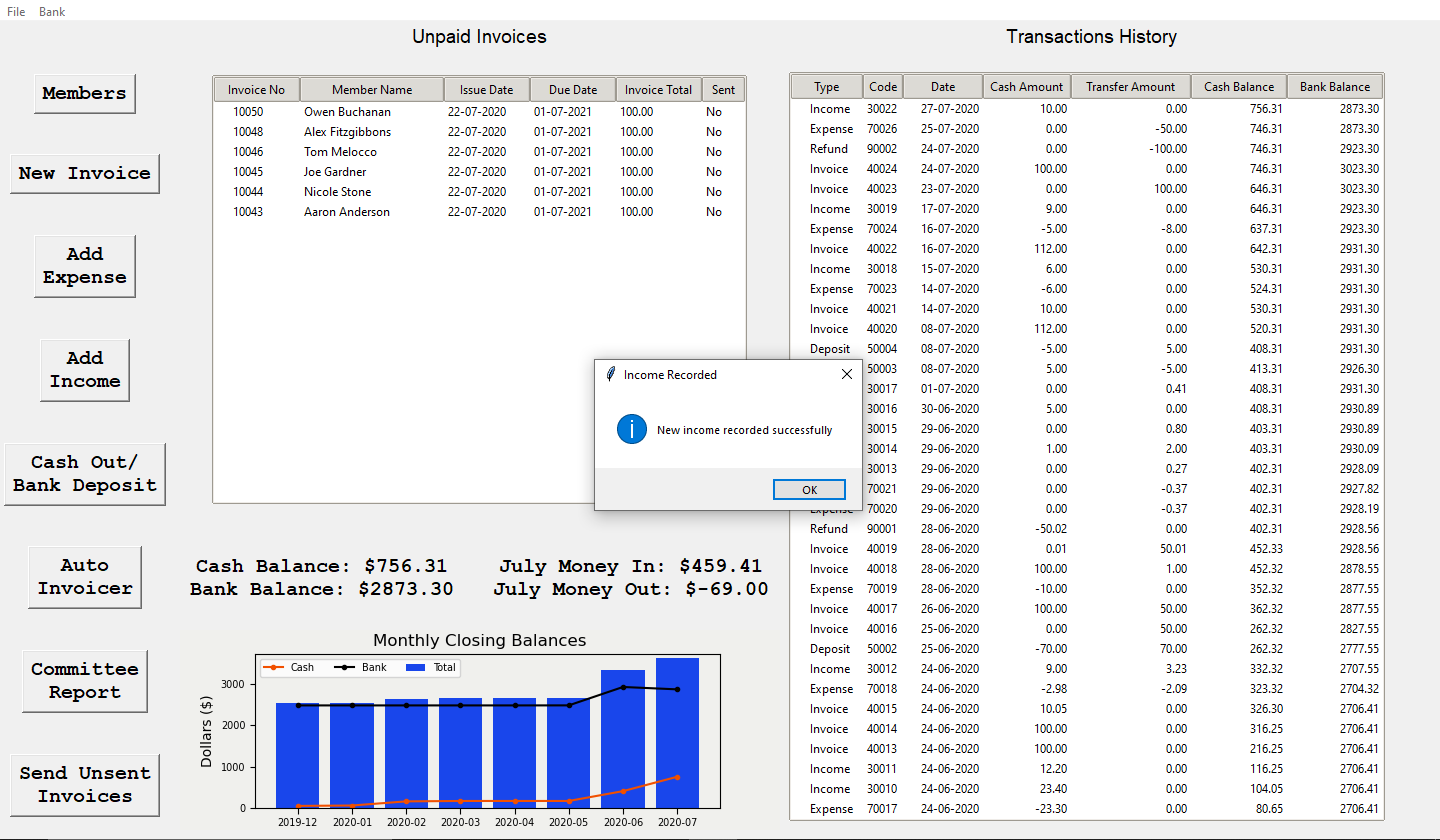 File Bank
Unpaid Invoices
Transactions History
Members
New Invoice
Add
Expense
Add
Income
Cash Out/
Bank Deposit
Auto
Invoicer
Committee
Report
Send Unsent
Invoices
Invoice No Member Name Issue Date Due Date Invoice Total Sent
10050 Owen Buchanan 22-07-2020 01-07-2021 100.00 No
10048 Alex Fitzgibbons 22-07-2020 01-07-2021 100.00 No
10046 Tom Melocco 22-07-2020 01-07-2021 100.00 No
10045 Joe Gardner 22-07-2020 01-07-2021 100.00 No
10044 Nicole Stone 22-07-2020 01-07-2021 100.00 No
10043 Aaron Anderson 22-07-2020 01-07-2021 100.00 No
Income Recorded
New income recorded successfully
OK
Cash Balance: $756.31 July Money In: $459.41
Bank Balance: $2873.30 July Money Out: $-69.00
Monthly Closing Balances
Cash Bank Total
Dollars ($)
3000
2000
1000
0
2019-12 2020-01 2020-02 2020-03 2020-04 2020-05 2020-06 2020-07
Type Code Date Cash Amount Transfer Amount Cash Balance Bank Balance
Income 30022 27-07-2020 10.00 0.00 756.31 2873.30
Expense 70026 25-07-2020 0.00 -50.00 746.31 2873.30
Refund 90002 24-07-2020 0.00 -100.00 746.31 2923.30
Invoice 40024 24-07-2020 100.00 0.00 746.31 3023.30
Invoice 40023 23-07-2020 0.00 100.00 646.31 3023.30
Income 30019 17-07-2020 9.00 0.00 646.31 2923.30
Expense 70024 16-07-2020 -5.00 -8.00 637.31 2923.30
Invoice 40022 16-07-2020 112.00 0.00 642.31 2931.30
Income 30018 15-07-2020 6.00 0.00 530.31 2931.30
Expense 70023 14-07-2020 -6.00 0.00 524.31 2931.30
Invoice 40021 14-07-2020 10.00 0.00 530.31 2931.30
Invoice 40020 08-07-2020 112.00 0.00 520.31 2931.30
Deposit 50004 08-07-2020 -5.00 5.00 408.31 2931.30
50003 08-07-2020 5.00 -5.00 413.31 2926.30
30017 01-07-2020 0.00 0.41 408.31 2931.30
30016 30-06-2020 5.00 0.00 408.31 2930.89
30015 29-06-2020 0.00 0.80 403.31 2930.89
30014 29-06-2020 1.00 2.00 403.31 2930.09
30013 29-06-2020 0.00 0.27 402.31 2928.09
70021 29-06-2020 0.00 -0.37 402.31 2927.82
Expense 70020 29-06-2020 0.00 -0.37 402.31 2928.19
Refund 90001 28-06-2020 -50.02 0.00 402.31 2928.56
Invoice 40019 28-06-2020 0.01 50.01 452.33 2928.56
Invoice 40018 28-06-2020 100.00 1.00 452.32 2878.55
Expense 70019 28-06-2020 -10.00 0.00 352.32 2877.55
Invoice 40017 26-06-2020 100.00 50.00 362.32 2877.55
Invoice 40016 25-06-2020 0.00 50.00 262.32 2827.55
Deposit 50002 25-06-2020 -70.00 70.00 262.32 2777.55
Income 30012 24-06-2020 9.00 3.23 332.32 2707.55
Expense 70018 24-06-2020 -2.98 -2.09 323.32 2704.32
Invoice 40015 24-06-2020 10.05 0.00 326.30 2706.41
Invoice 40014 24-06-2020 100.00 0.00 316.25 2706.41
Invoice 40013 24-06-2020 100.00 0.00 216.25 2706.41
Income 30011 24-06-2020 12.20 0.00 116.25 2706.41
Income 30010 24-06-2020 23.40 0.00 104.05 2706.41
Expense 70017 24-06-2020 -23.30 0.00 80.65 2706.41